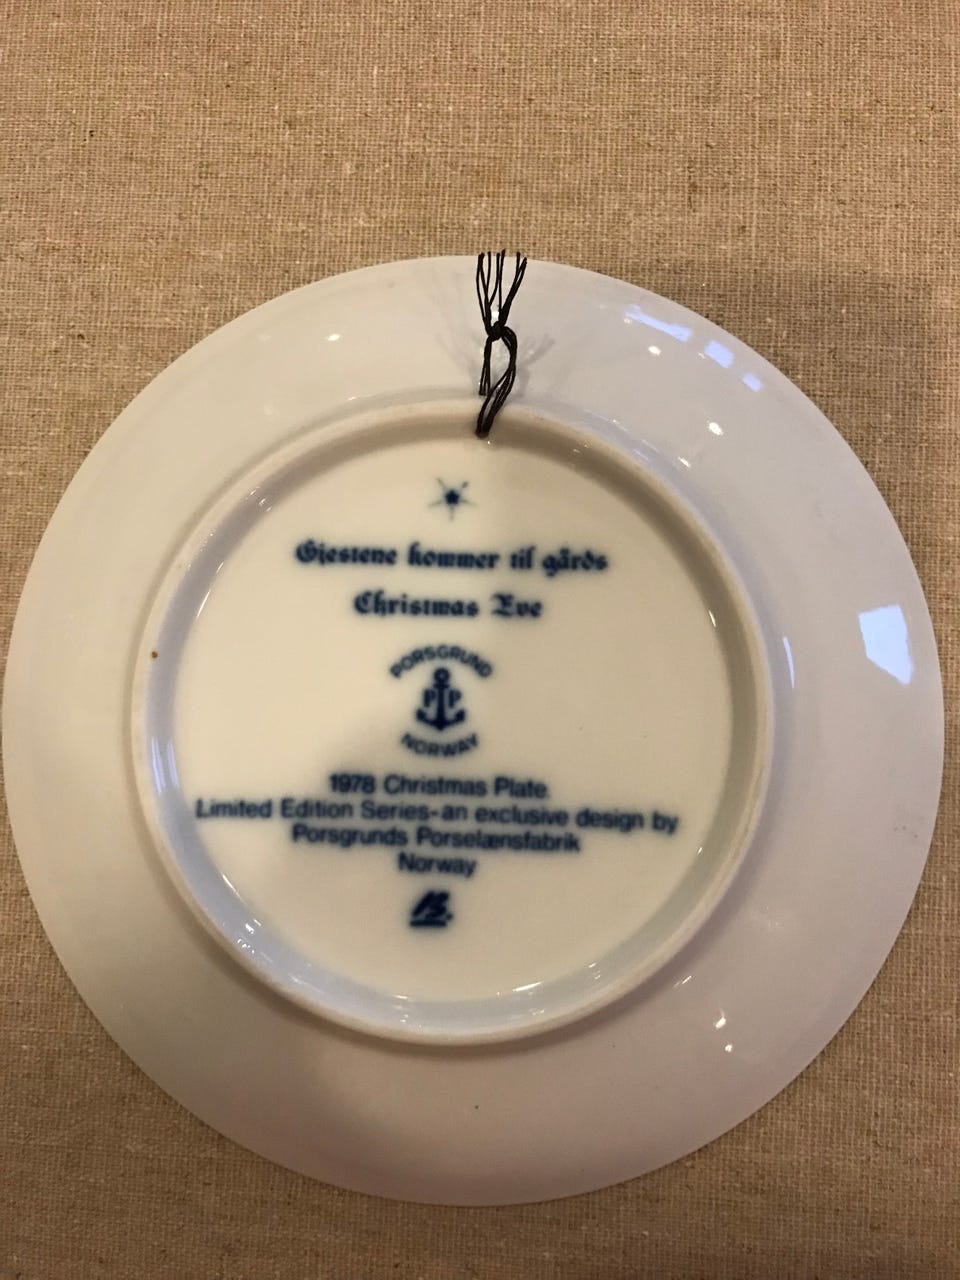 Gjestene kommer til gårds
Christmas Eve
PORSGRUND
P P
NORWAY
1978 Christmas Plate.
Limited Edition Series-an exclusive design by
Porsgrunds Porselænsfabrik
Norway